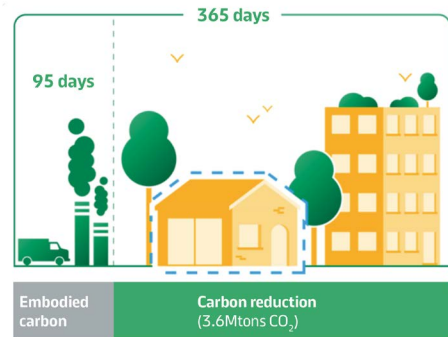 365 days
95 days
Embodied
carbon
Carbon reduction
(3.6Mtons CO₂)